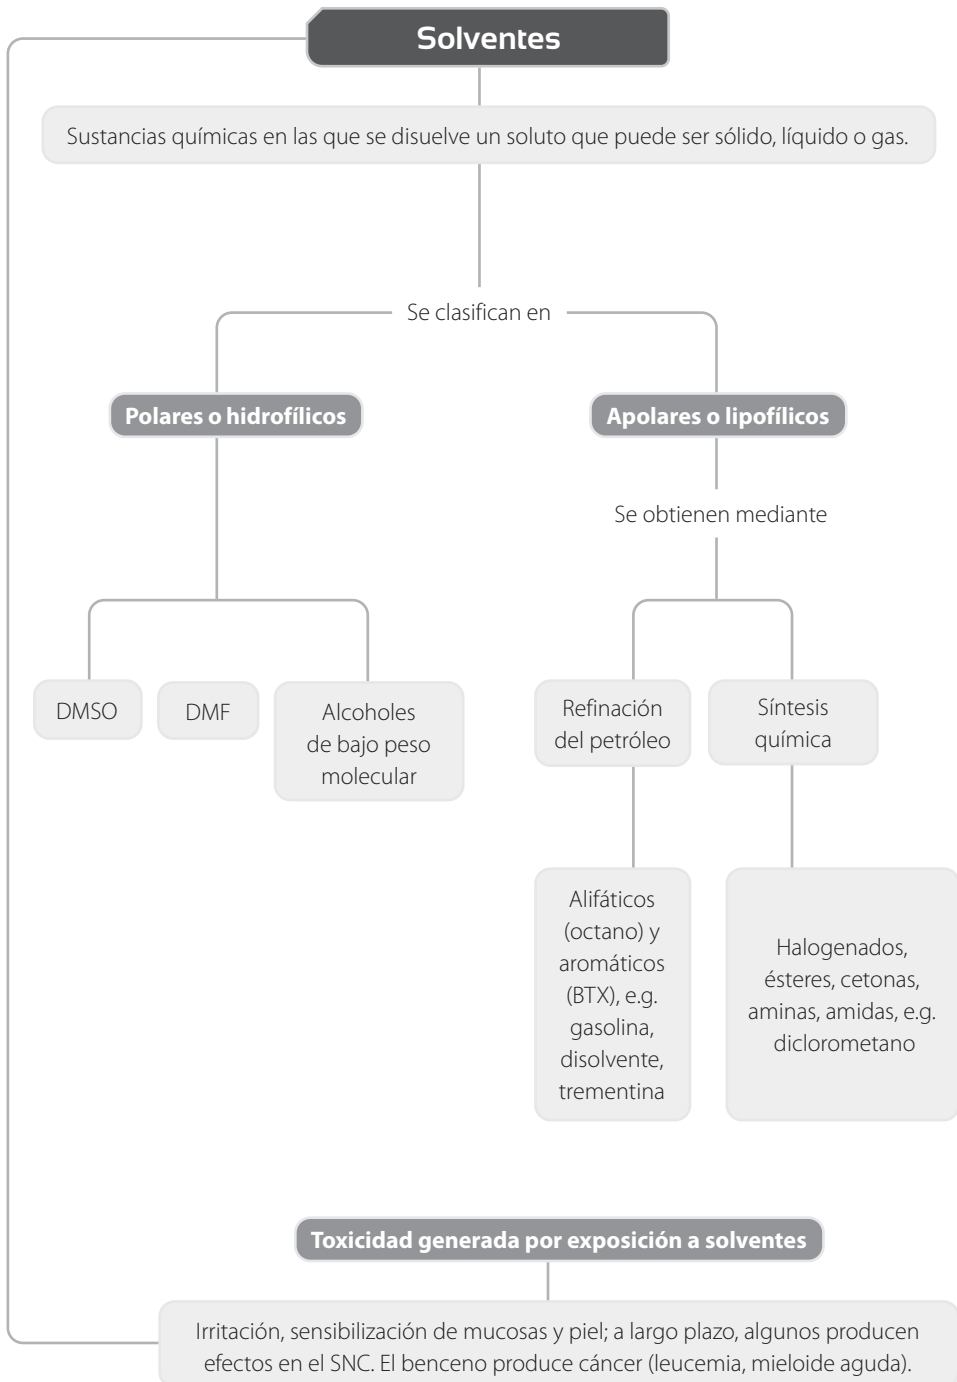 Solventes
Sustancias químicas en las que se disuelve un soluto que puede ser sólido, líquido o gas.
Se clasifican en
Polares o hidrofílicos
Apolares o lipofílicos
Se obtienen mediante
DMSO
DMF
Alcoholes
de bajo peso
molecular
Refinación
del petróleo
Síntesis
química
Alifáticos
(octano) y
aromáticos
(BTX), e.g.
gasolina,
disolvente,
trementina
Halogenados,
ésteres, cetonas,
aminas, amidas, e.g.
diclorometano
Toxicidad generada por exposición a solventes
Irritación, sensibilización de mucosas y piel; a largo plazo, algunos producen
efectos en el SNC. El benceno produce cáncer (leucemia, mieloide aguda).